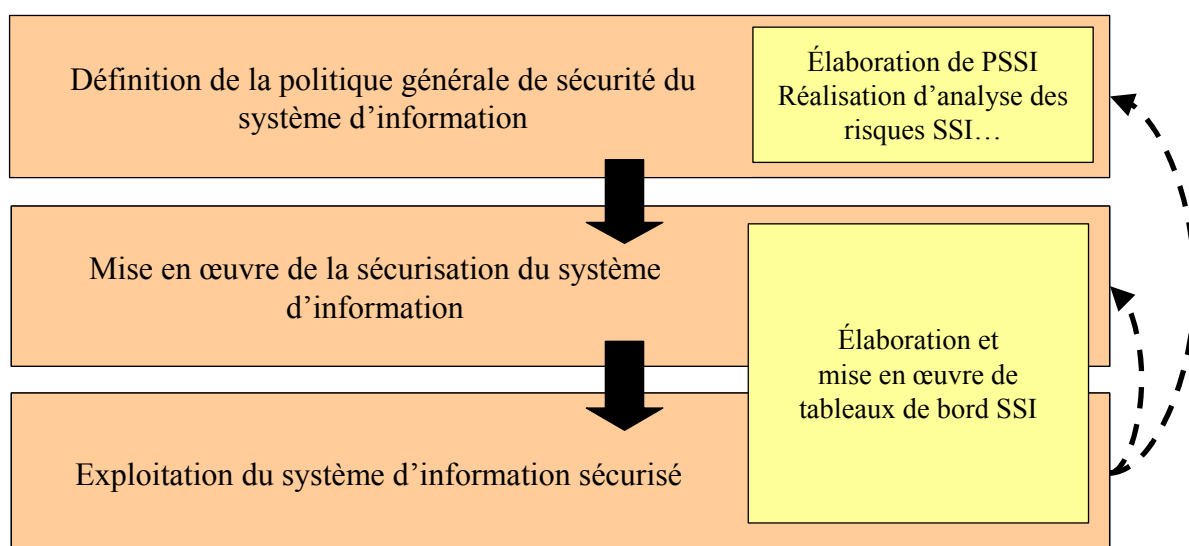 Définition de la politique générale de sécurité du
système d’information
Élaboration de PSSI
Réalisation d’analyse des
risques SSI…
Mise en œuvre de la sécurisation du système
d’information
Élaboration et
mise en œuvre de
tableaux de bord SSI
Exploitation du système d’information sécurisé